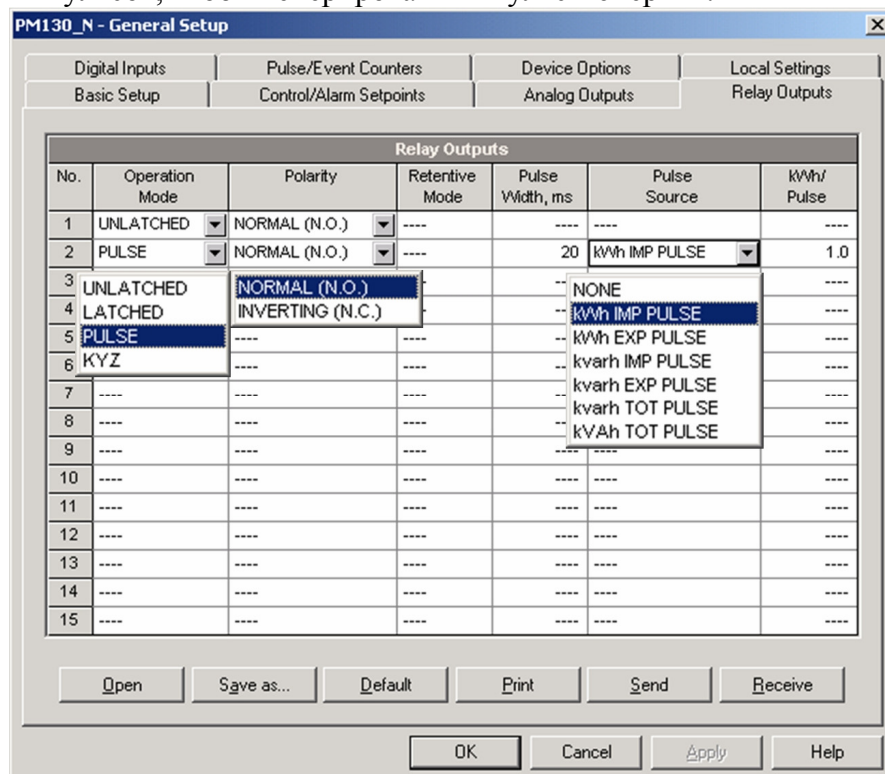 PM130_N - General Setup
Digital Inputs Pulse/Event Counters Device Options Local Settings
Basic Setup Control/Alarm Setpoints Analog Outputs Relay Outputs
Relay Outputs
No. Operation Mode Polarity Retentive Mode Pulse Width, ms Pulse Source kWh/ Pulse
1 UNLATCHED NORMAL (N.O.) ---- ---- ---- ----
2 PULSE NORMAL (N.O.) ---- 20 kWh IMP PULSE 1.0
3
4
5 ---- ----
6 ---- ----
7 ---- ---- ---- ----
8 ---- ---- ---- ----
9 ---- ---- ---- ---- ---- ----
10 ---- ---- ---- ---- ---- ----
11 ---- ---- ---- ---- ---- ----
12 ---- ---- ---- ---- ---- ----
13 ---- ---- ---- ---- ---- ----
14 ---- ---- ---- ---- ---- ----
15 ---- ---- ---- ---- ---- ----
UNLATCHED
LATCHED
PULSE
KYZ
NORMAL (N.O.)
INVERTING (N.C.)
NONE
kWh IMP PULSE
kWh EXP PULSE
kvarh IMP PULSE
kvarh EXP PULSE
kvarh TOT PULSE
kVAh TOT PULSE
Open Save as... Default Print Send Receive
OK Cancel Apply Help